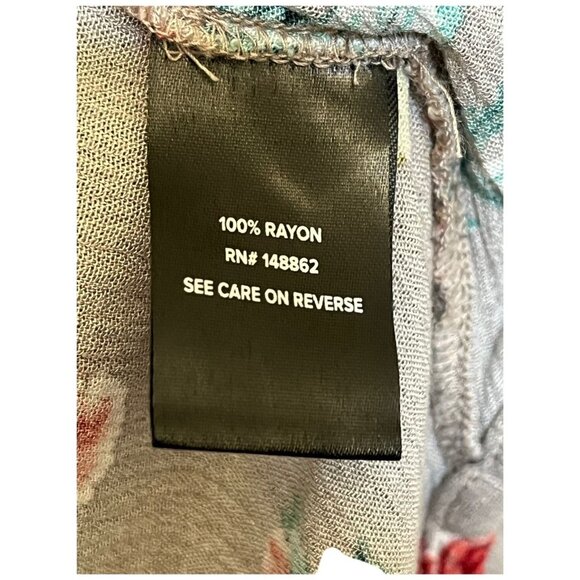 100% RAYON
RN# 148862
SEE CARE ON REVERSE